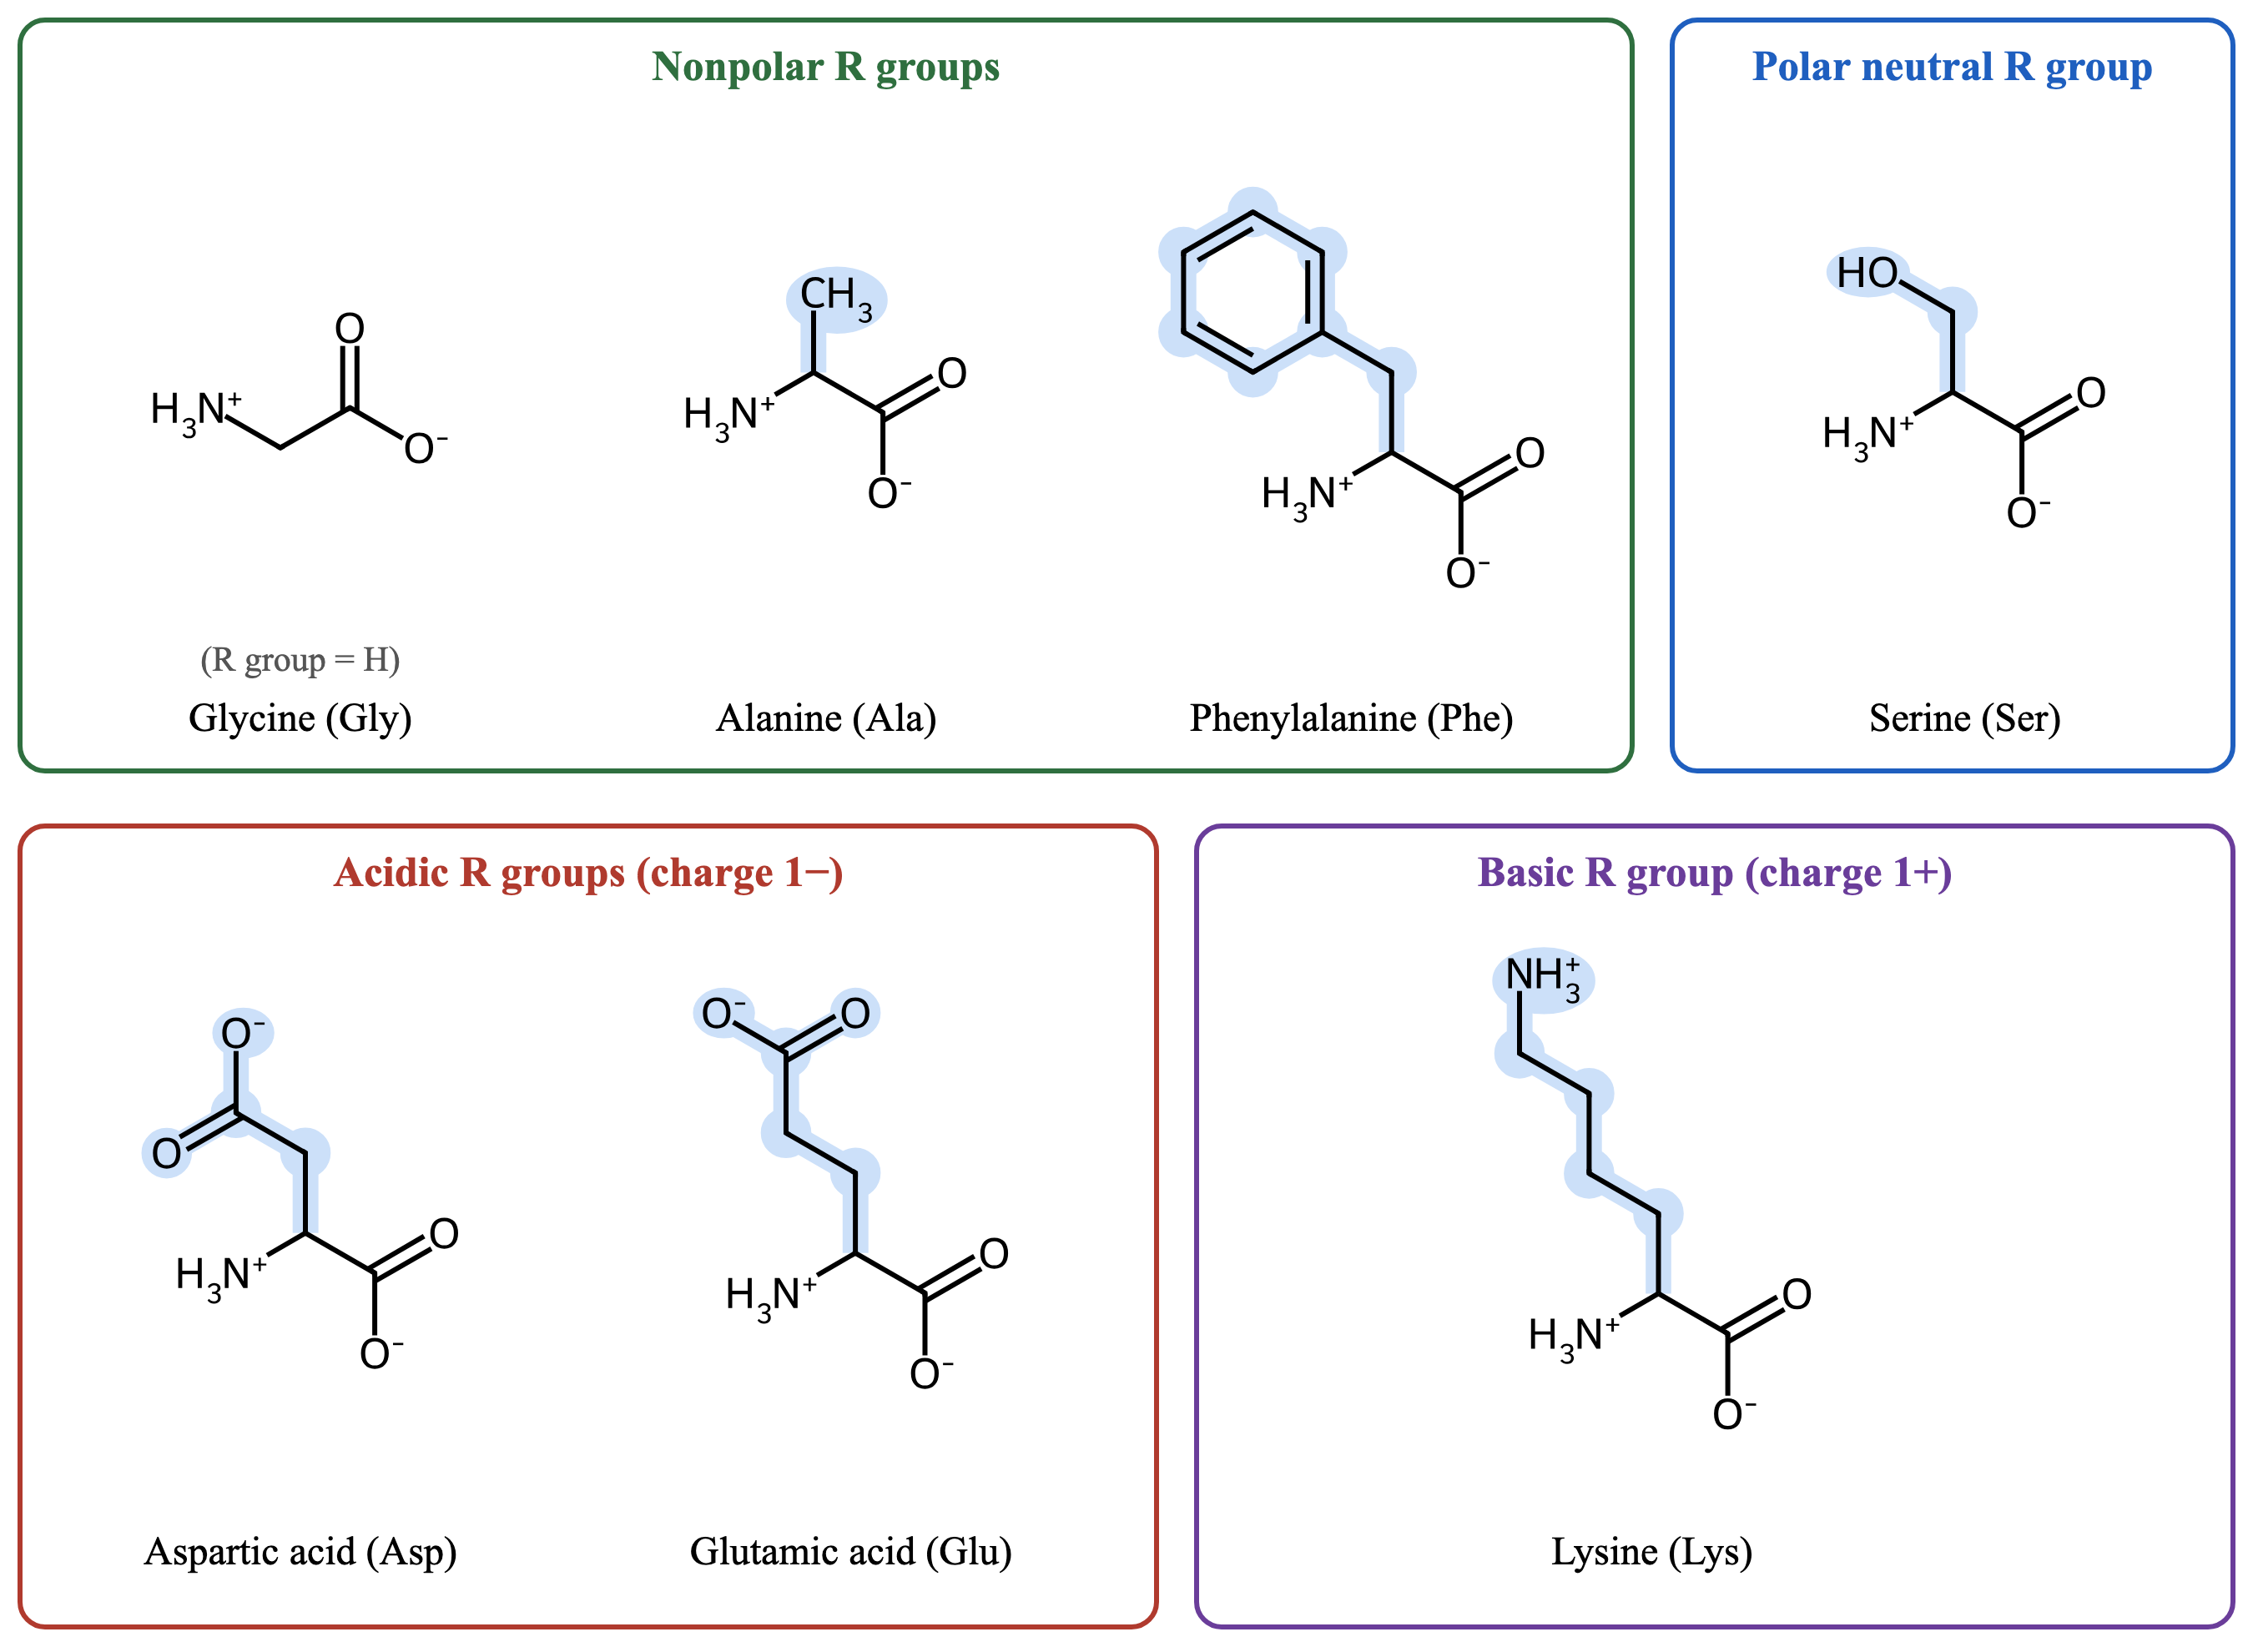 Nonpolar R groups
H₃N⁺
O
O⁻
(R group = H)
Glycine (Gly)
CH₃
H₃N⁺
O
O⁻
Alanine (Ala)
H₃N⁺
O
O⁻
Phenylalanine (Phe)
Polar neutral R group
HO
H₃N⁺
O
O⁻
Serine (Ser)
Acidic R groups (charge 1−)
O⁻
O
H₃N⁺
O
O⁻
Aspartic acid (Asp)
O⁻
O
H₃N⁺
O
O⁻
Glutamic acid (Glu)
Basic R group (charge 1+)
NH₃⁺
H₃N⁺
O
O⁻
Lysine (Lys)